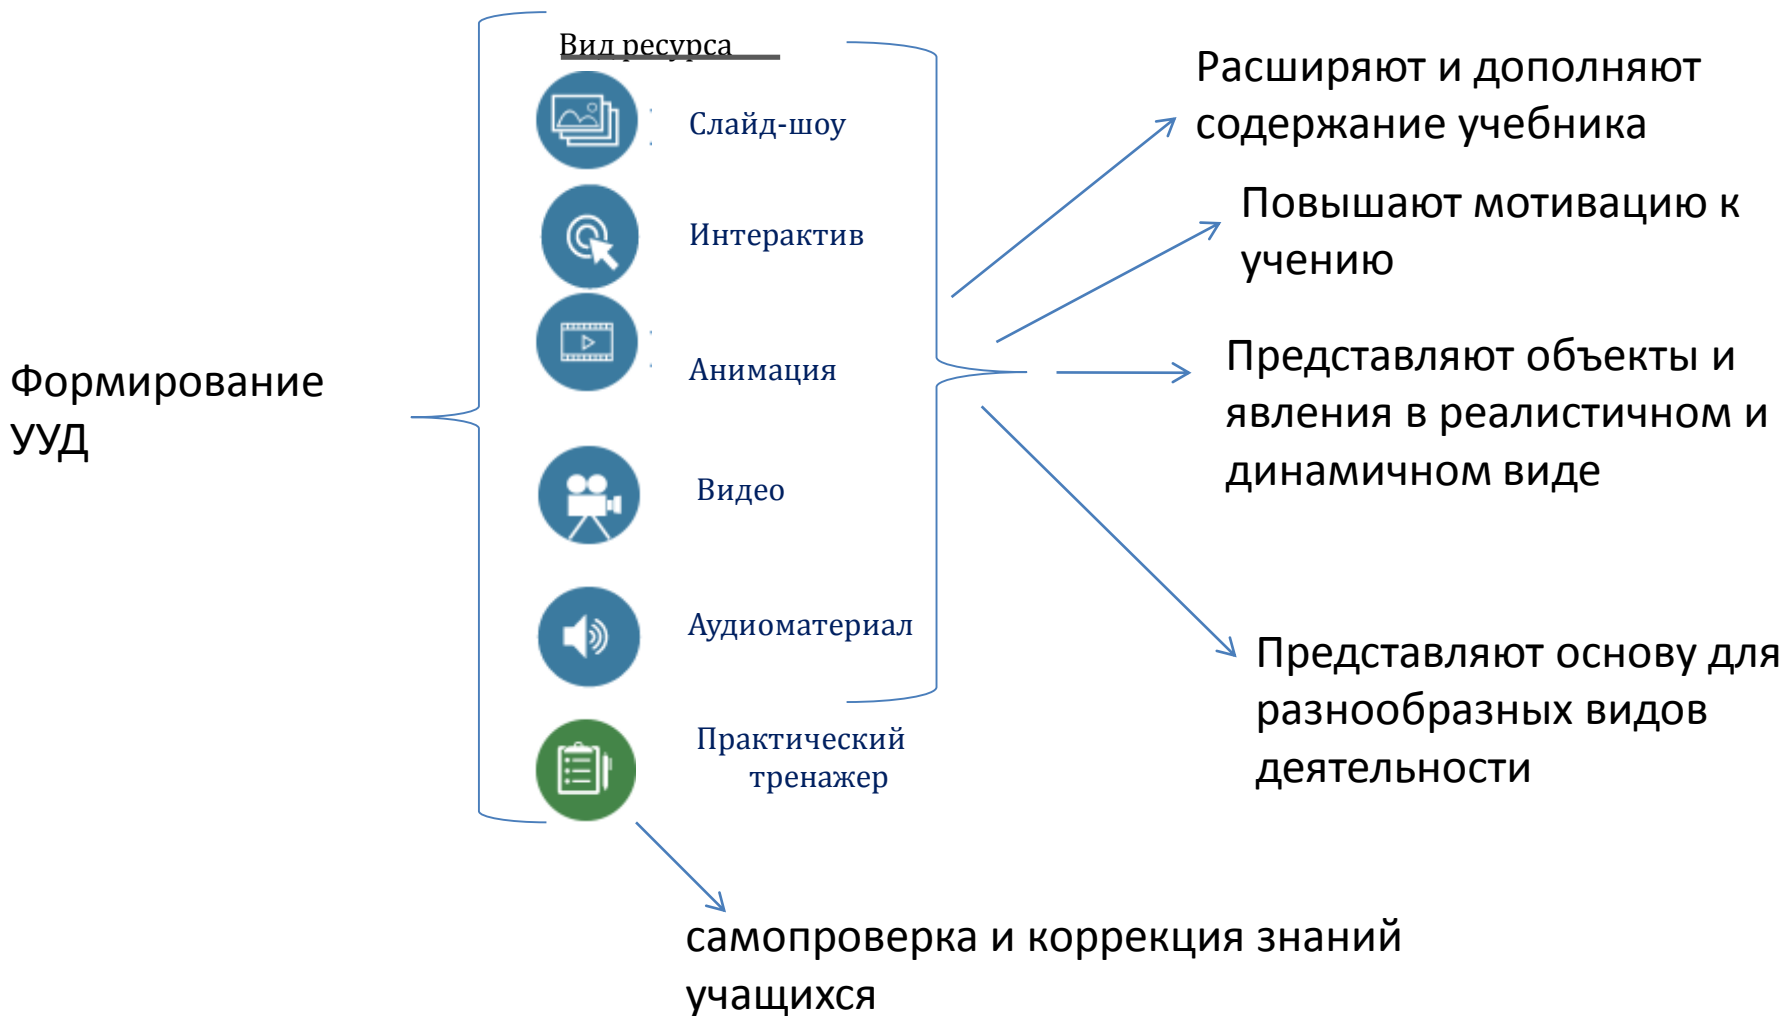 Формирование
УУД
Вид ресурса
Слайд-шоу
Интерактив
Анимация
Видео
Аудиоматериал
Практический
тренажер
Расширяют и дополняют
содержание учебника
Повышают мотивацию к
учению
Представляют объекты и
явления в реалистичном и
динамичном виде
Представляют основу для
разнообразных видов
деятельности
самопроверка и коррекция знаний
учащихся